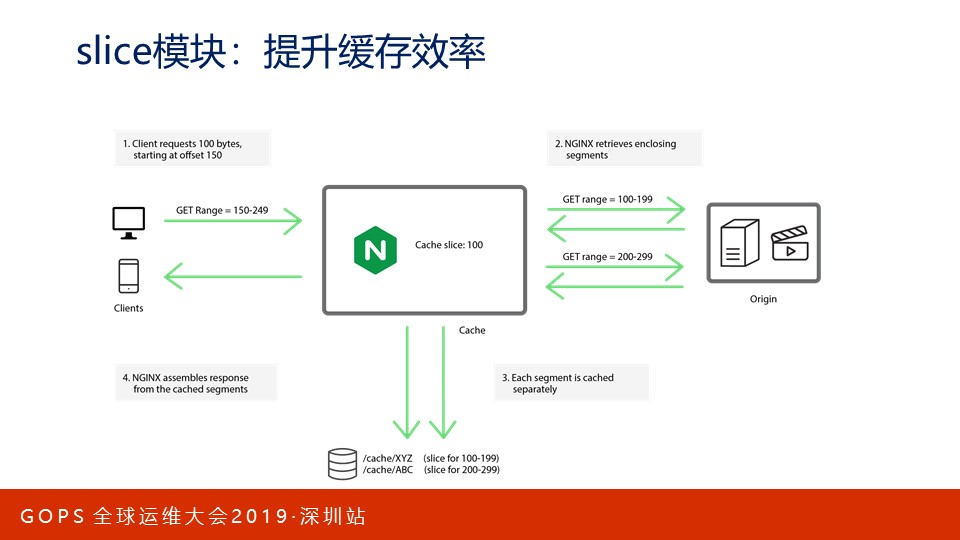 slice模块：提升缓存效率
1. Client requests 100 bytes,
starting at offset 150
2. NGINX retrieves enclosing
segments
GET Range = 150-249
GET range = 100-199
N
Cache slice: 100
GET range = 200-299
Clients
Origin
Cache
4. NGINX assembles response
from the cached segments
3. Each segment is cached
separately
/cache/XYZ (slice for 100-199)
/cache/ABC (slice for 200-299)
GOPS 全球运维大会2019·深圳站